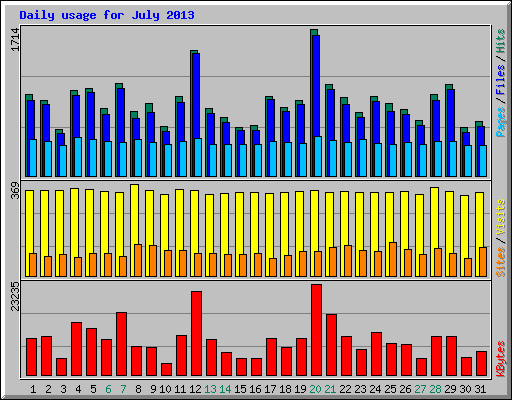 Daily usage for July 2013
1714
Pages / Files / Hits
369
Sites / Visits
23235
KBytes
1 2 3 4 5 6 7 8 9 10 11 12 13 14 15 16 17 18 19 20 21 22 23 24 25 26 27 28 29 30 31